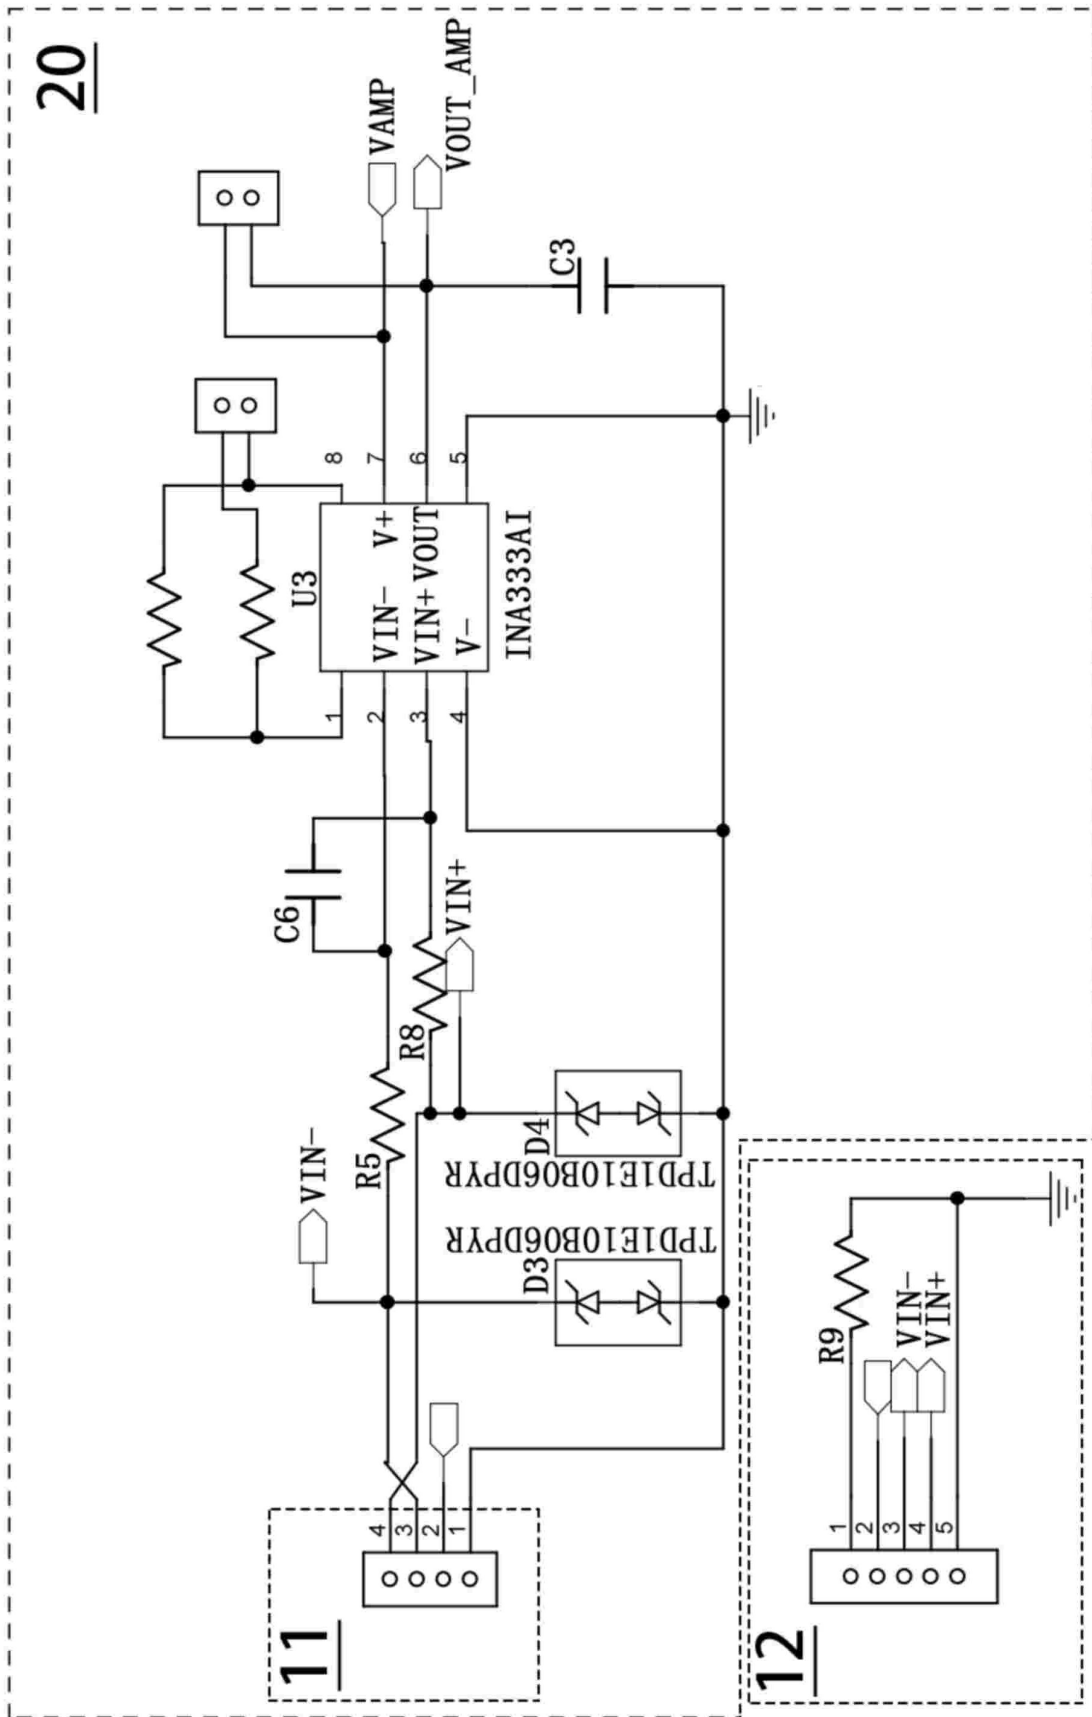 20
VAMP
VOUT_AMP
C3
8
7
6
5
U3
VIN- V+
VIN+ VOUT
V-
INA333AI
1
2
3
4
C6
VIN+
R8
R5
VIN-
D4
TPD1E10B06DPYR
TPD1E10B06DPYR
D3
4
3
2
1
11
R9
VIN-
VIN+
1
2
3
4
5
12